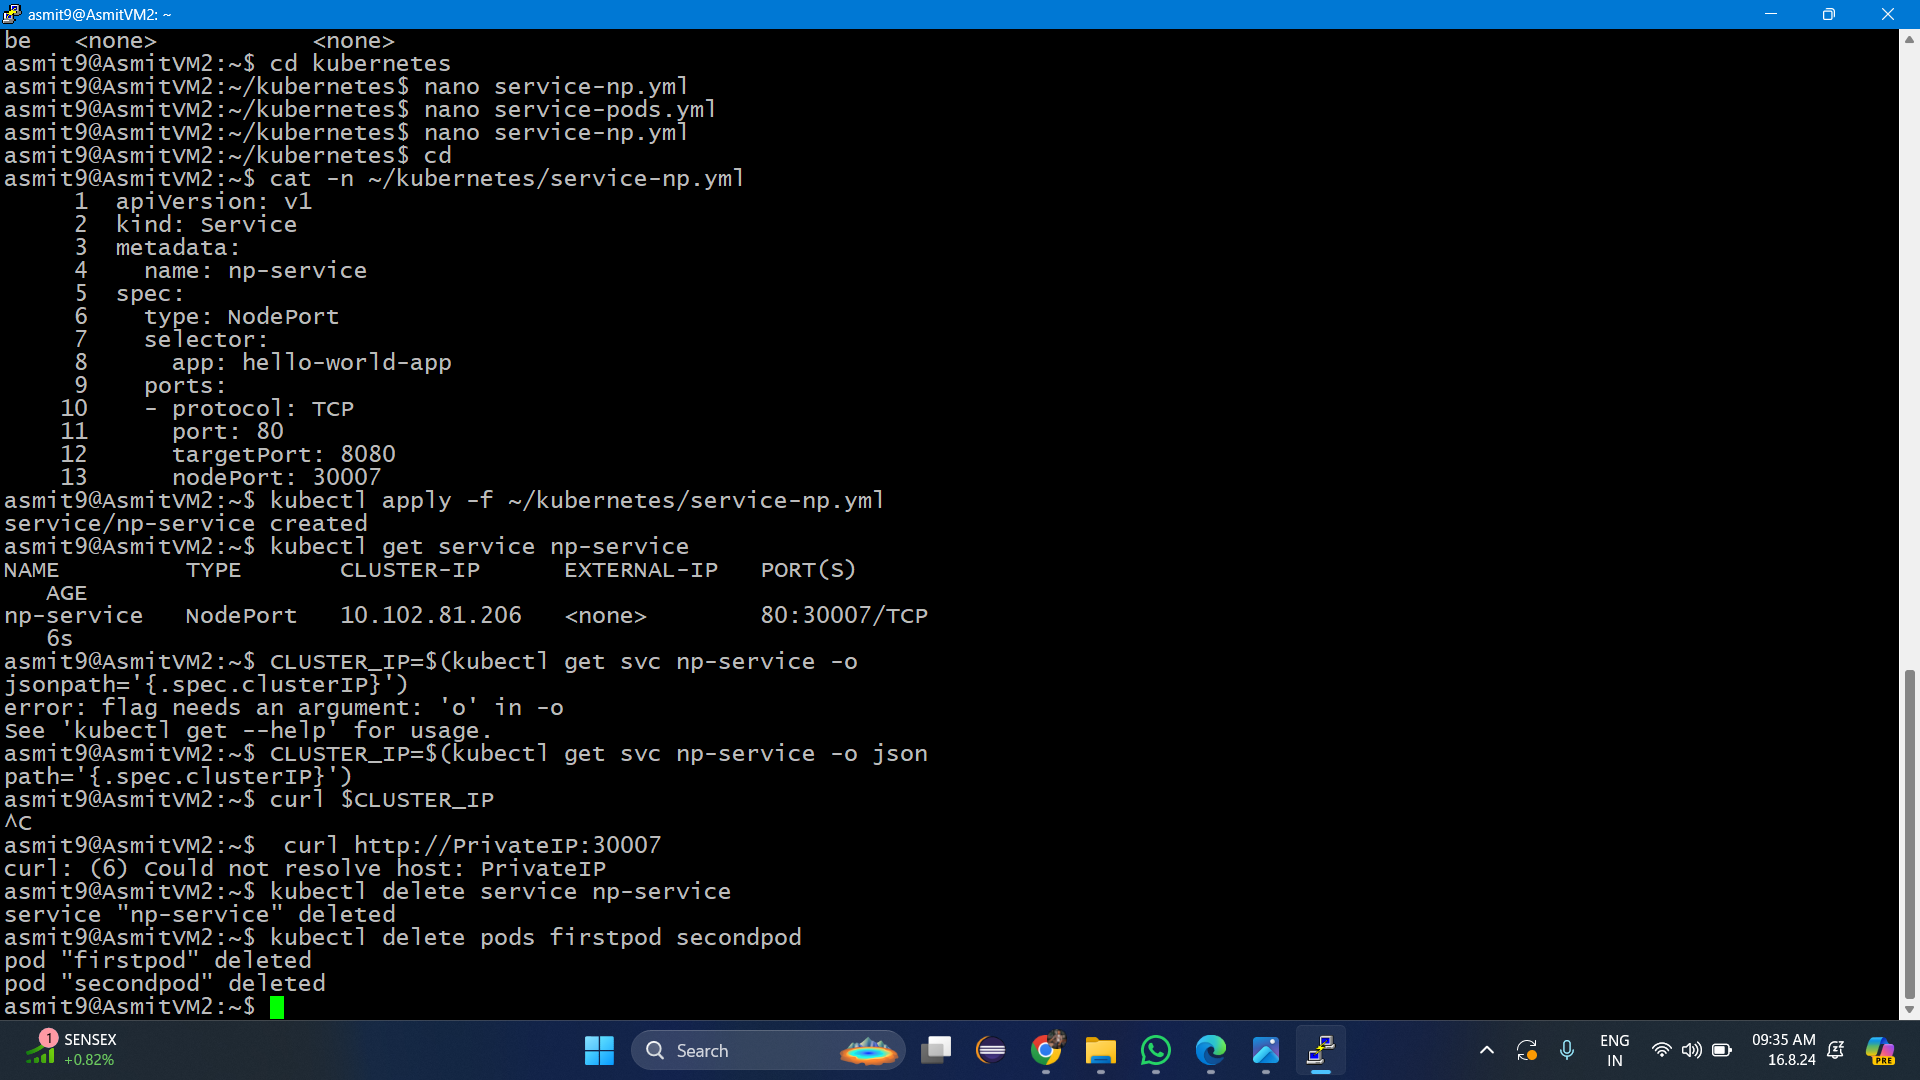 asmit9@AsmitVM2: ~
be   <none>           <none>
asmit9@AsmitVM2:~$ cd kubernetes
asmit9@AsmitVM2:~/kubernetes$ nano service-np.yml
asmit9@AsmitVM2:~/kubernetes$ nano service-pods.yml
asmit9@AsmitVM2:~/kubernetes$ nano service-np.yml
asmit9@AsmitVM2:~/kubernetes$ cd
asmit9@AsmitVM2:~$ cat -n ~/kubernetes/service-np.yml
     1  apiVersion: v1
     2  kind: Service
     3  metadata:
     4    name: np-service
     5  spec:
     6    type: NodePort
     7    selector:
     8      app: hello-world-app
     9    ports:
    10    - protocol: TCP
    11      port: 80
    12      targetPort: 8080
    13      nodePort: 30007
asmit9@AsmitVM2:~$ kubectl apply -f ~/kubernetes/service-np.yml
service/np-service created
asmit9@AsmitVM2:~$ kubectl get service np-service
NAME         TYPE       CLUSTER-IP      EXTERNAL-IP   PORT(S)
   AGE
np-service   NodePort   10.102.81.206   <none>        80:30007/TCP
   6s
asmit9@AsmitVM2:~$ CLUSTER_IP=$(kubectl get svc np-service -o
jsonpath='{.spec.clusterIP}')
error: flag needs an argument: 'o' in -o
See 'kubectl get --help' for usage.
asmit9@AsmitVM2:~$ CLUSTER_IP=$(kubectl get svc np-service -o json
path='{.spec.clusterIP}')
asmit9@AsmitVM2:~$ curl $CLUSTER_IP
^C
asmit9@AsmitVM2:~$  curl http://PrivateIP:30007
curl: (6) Could not resolve host: PrivateIP
asmit9@AsmitVM2:~$ kubectl delete service np-service
service "np-service" deleted
asmit9@AsmitVM2:~$ kubectl delete pods firstpod secondpod
pod "firstpod" deleted
pod "secondpod" deleted
asmit9@AsmitVM2:~$
1
SENSEX
+0.82%
Search
PRE
ENG
IN
09:35 AM
16.8.24